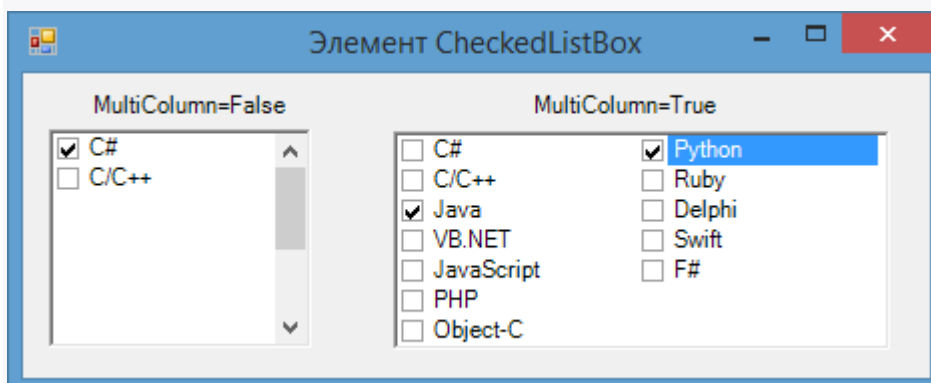 Элемент CheckedListBox
MultiColumn=False
C#
C/C++
MultiColumn=True
C#
C/C++
Java
VB.NET
JavaScript
PHP
Object-C
Python
Ruby
Delphi
Swift
F#